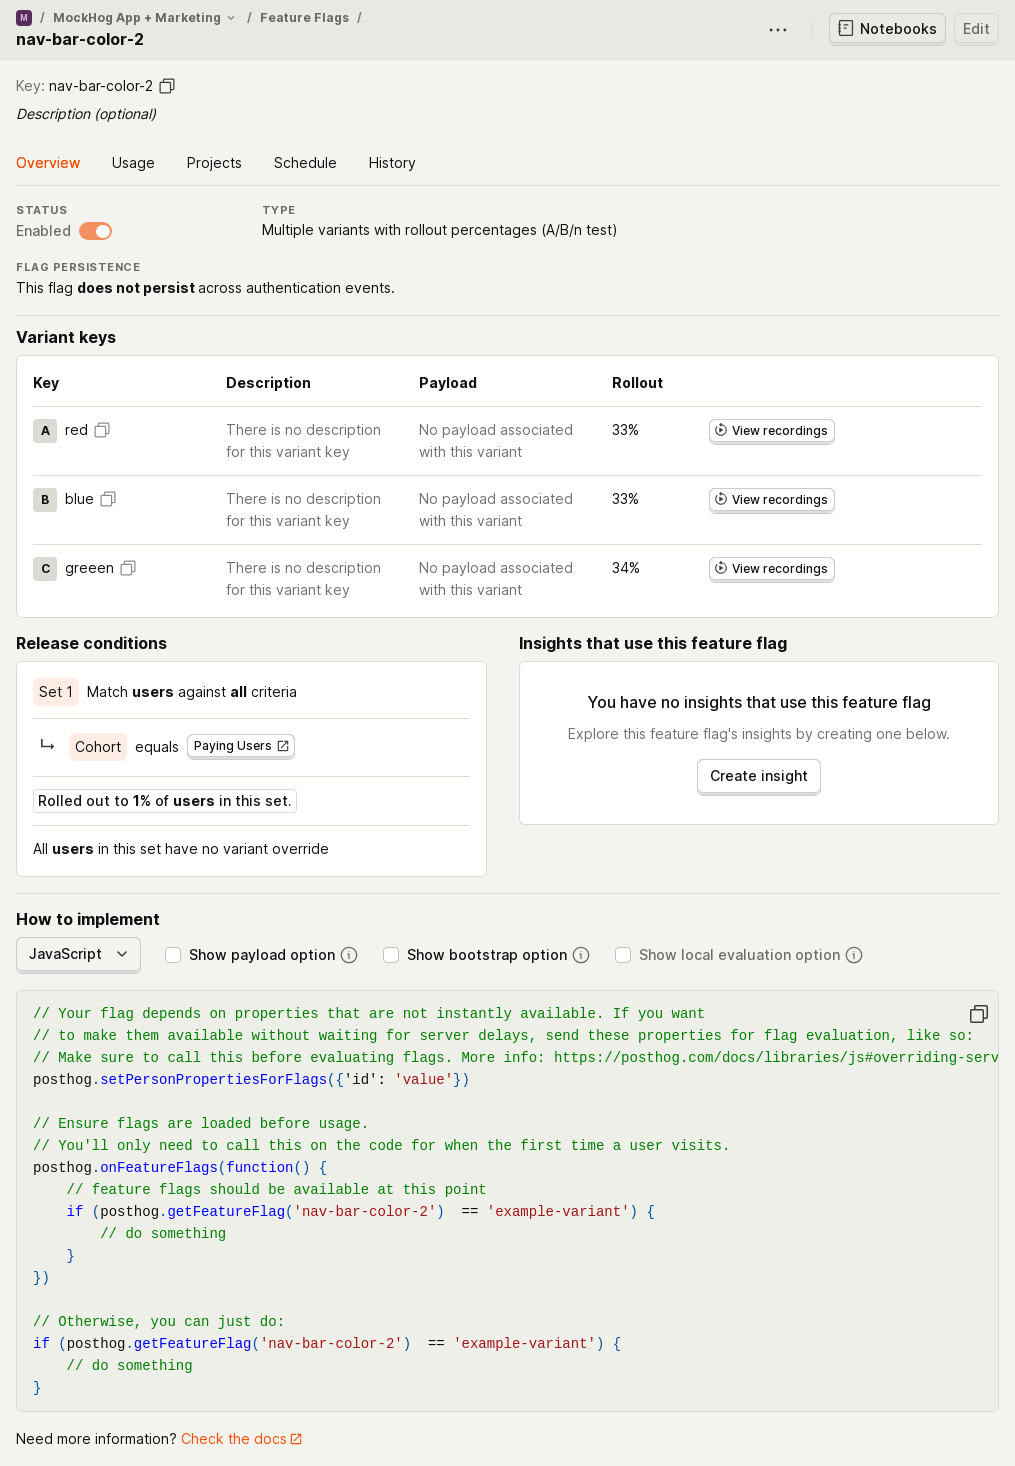 M / MockHog App + Marketing / Feature Flags /
nav-bar-color-2
Notebooks
Edit
Key: nav-bar-color-2
Description (optional)
Overview Usage Projects Schedule History
STATUS
Enabled
TYPE
Multiple variants with rollout percentages (A/B/n test)
FLAG PERSISTENCE
This flag does not persist across authentication events.
Variant keys
Key Description Payload Rollout
A red There is no description No payload associated 33% View recordings
for this variant key with this variant
B blue There is no description No payload associated 33% View recordings
for this variant key with this variant
C greeen There is no description No payload associated 34% View recordings
for this variant key with this variant
Release conditions
Set 1 Match users against all criteria
Cohort equals Paying Users
Rolled out to 1% of users in this set.
All users in this set have no variant override
Insights that use this feature flag
You have no insights that use this feature flag
Explore this feature flag's insights by creating one below.
Create insight
How to implement
JavaScript Show payload option Show bootstrap option Show local evaluation option
// Your flag depends on properties that are not instantly available. If you want
// to make them available without waiting for server delays, send these properties for flag evaluation, like so:
// Make sure to call this before evaluating flags. More info: https://posthog.com/docs/libraries/js#overriding-serv
posthog.setPersonPropertiesForFlags({'id': 'value'})
// Ensure flags are loaded before usage.
// You'll only need to call this on the code for when the first time a user visits.
posthog.onFeatureFlags(function() {
// feature flags should be available at this point
if (posthog.getFeatureFlag('nav-bar-color-2')  == 'example-variant') {
// do something
}
})
// Otherwise, you can just do:
if (posthog.getFeatureFlag('nav-bar-color-2')  == 'example-variant') {
// do something
}
Need more information? Check the docs